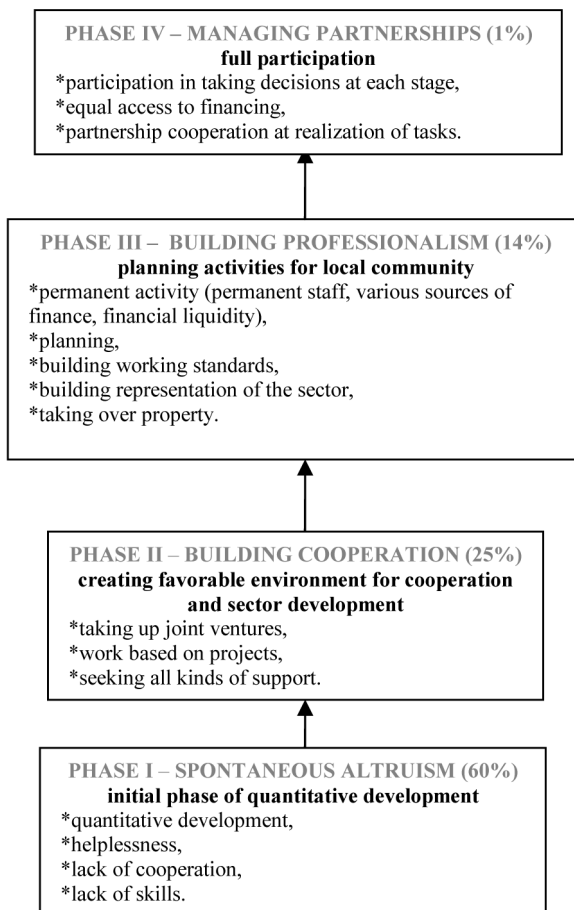 PHASE IV – MANAGING PARTNERSHIPS (1%)
full participation
*participation in taking decisions at each stage,
*equal access to financing,
*partnership cooperation at realization of tasks.
PHASE III – BUILDING PROFESSIONALISM (14%)
planning activities for local community
*permanent activity (permanent staff, various sources of
finance, financial liquidity),
*planning,
*building working standards,
*building representation of the sector,
*taking over property.
PHASE II – BUILDING COOPERATION (25%)
creating favorable environment for cooperation
and sector development
*taking up joint ventures,
*work based on projects,
*seeking all kinds of support.
PHASE I – SPONTANEOUS ALTRUISM (60%)
initial phase of quantitative development
*quantitative development,
*helplessness,
*lack of cooperation,
*lack of skills.